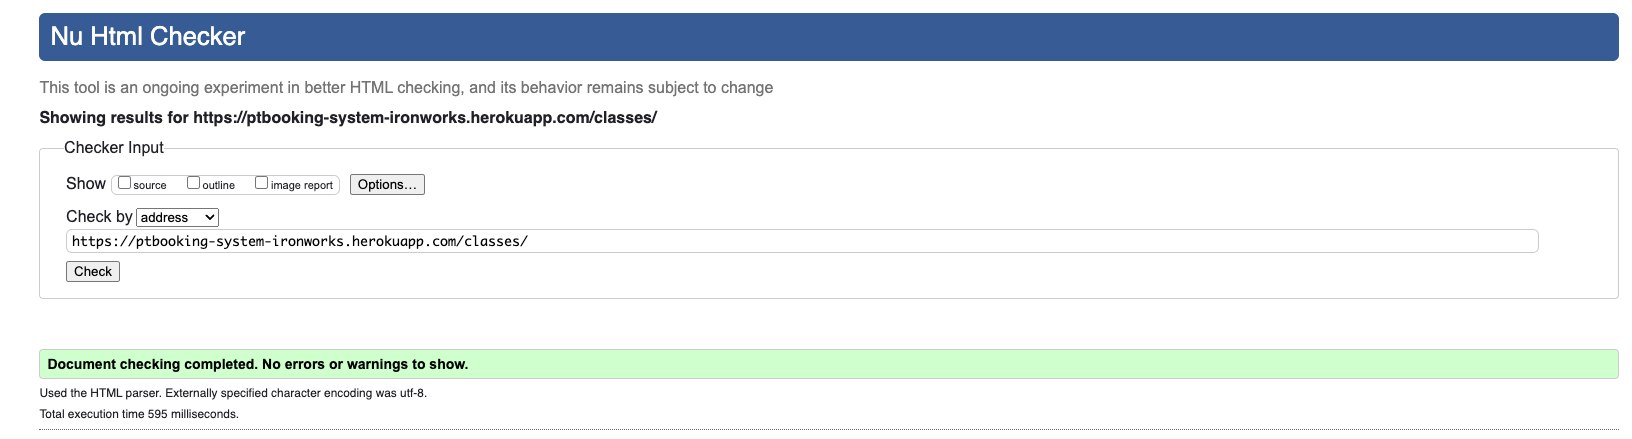 Nu Html Checker
This tool is an ongoing experiment in better HTML checking, and its behavior remains subject to change
Showing results for https://ptbooking-system-ironworks.herokuapp.com/classes/
Checker Input
Show source outline image report Options...
Check by address
https://ptbooking-system-ironworks.herokuapp.com/classes/
Check
Document checking completed. No errors or warnings to show.
Used the HTML parser. Externally specified character encoding was utf-8.
Total execution time 595 milliseconds.